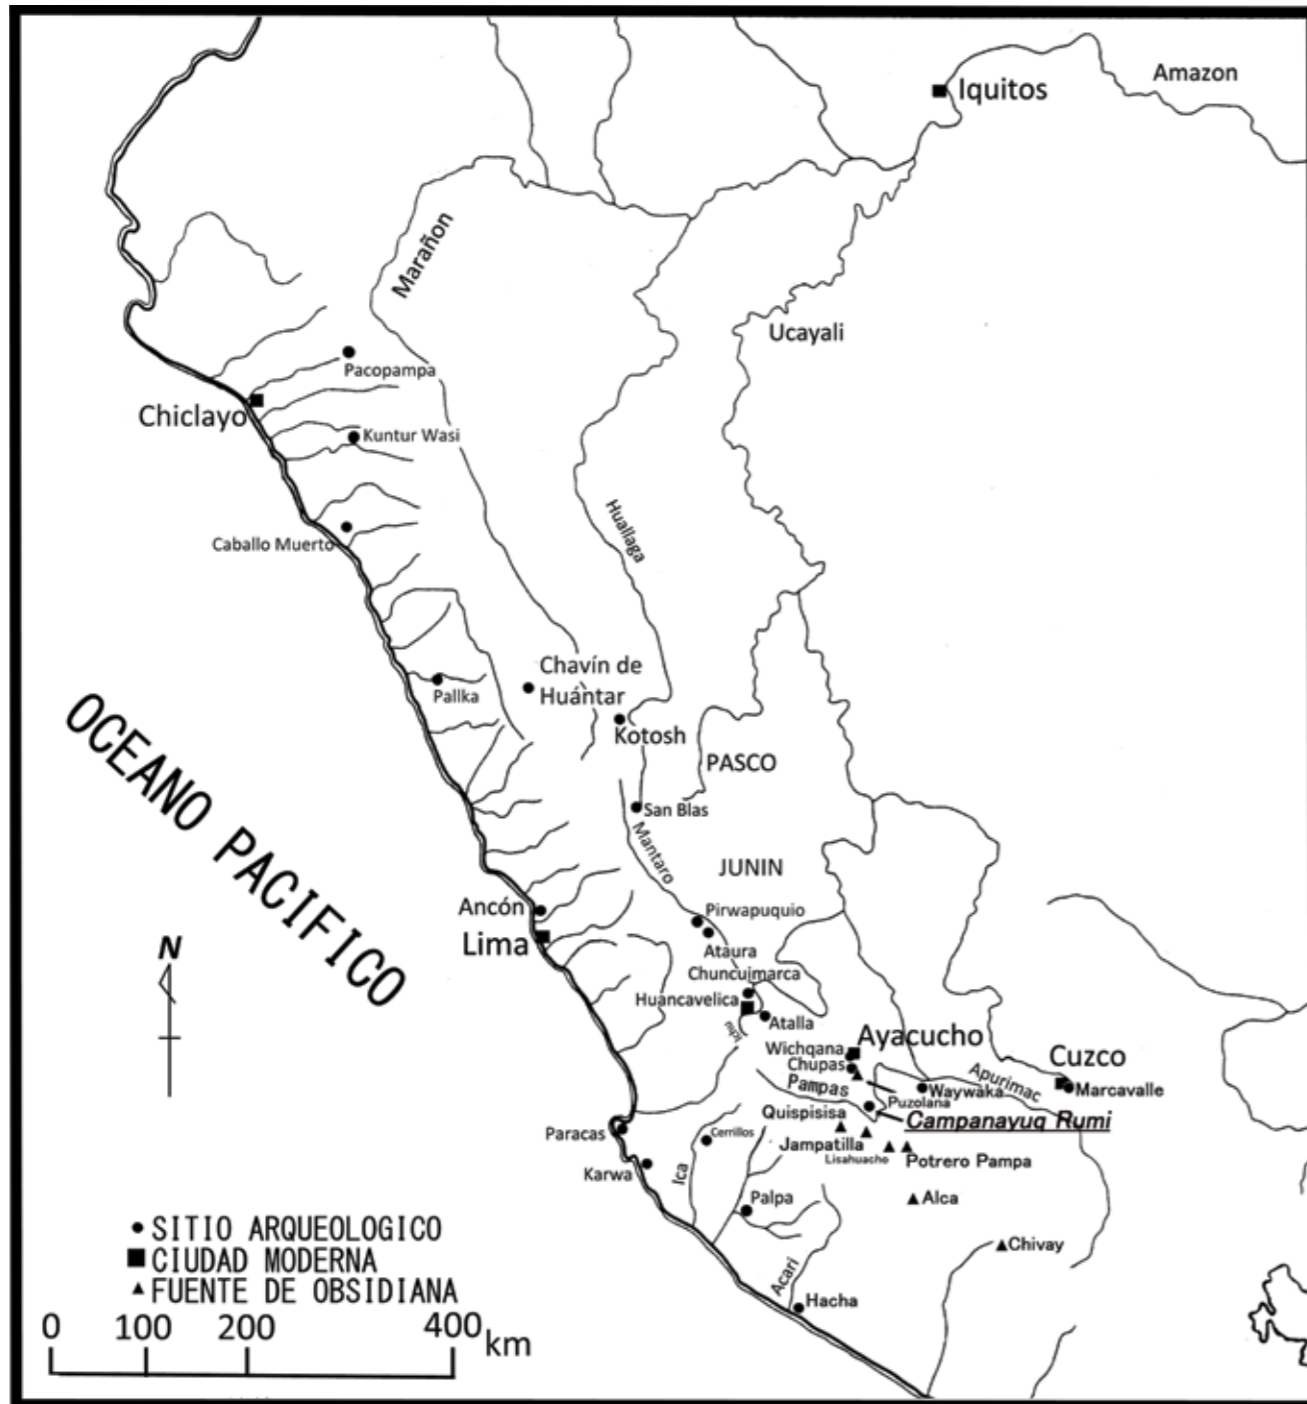 Amazon
Iquitos
Marañon
Ucayali
Pacopampa
Chiclayo
Kuntur Wasi
Huallaga
Caballo Muerto
Chavín de
Huántar
Pallka
Kotosh
OCEANO PACIFICO
PASCO
San Blas
Mantaro
JUNIN
Ancón
Pirwapuquio
Lima
Ataura
N
Chuncuimarca
Huancavelica
Atalla
Ichu
Ayacucho
Wichqana
Chupas
Cuzco
Apurimac
Pampas
Waywaka
Marcavalle
Puzolana
Quispisisa
Campanayuq Rumi
Paracas
Cerrillos
Jampatilla
Lisahuacho
Potrero Pampa
Karwa
Ica
Palpa
Alca
SITIO ARQUEOLOGICO
CIUDAD MODERNA
FUENTE DE OBSIDIANA
Chivay
Acarí
Hacha
0 100 200 400 km